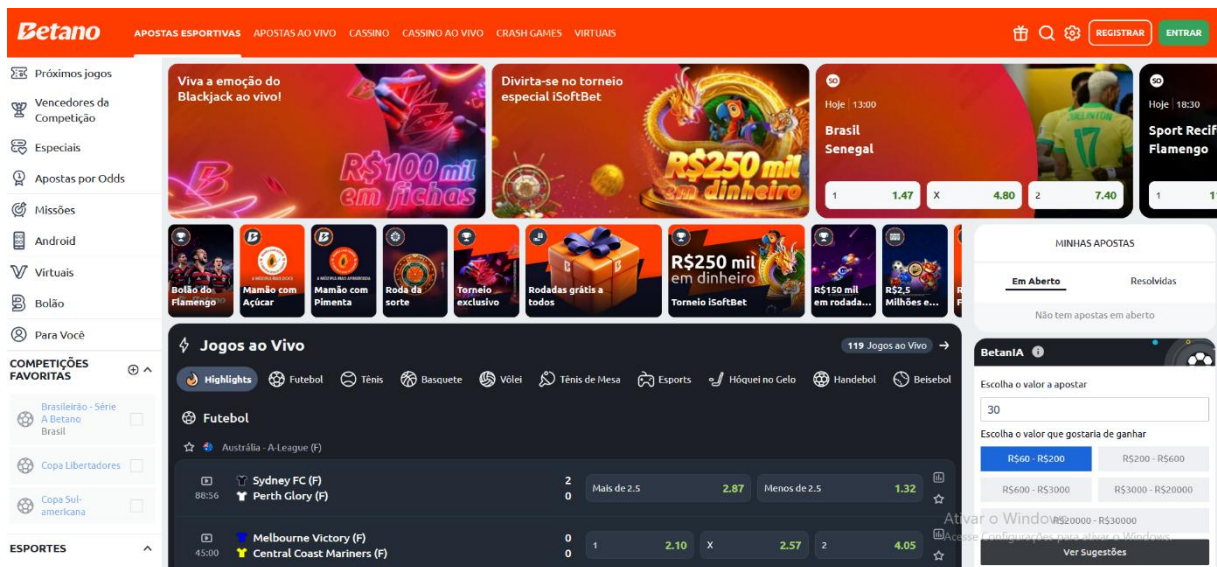 Betano
APOSTAS ESPORTIVAS
APOSTAS AO VIVO
CASSINO
CASSINO AO VIVO
CRASH GAMES
VIRTUAIS
REGISTRAR
ENTRAR
Próximos jogos
Vencedores da
Competição
Especiais
Apostas por Odds
Missões
Android
Virtuais
Bolão
Para Você
COMPETIÇÕES
FAVORITAS
Brasileirão - Série
A Betano
Brasil
Copa Libertadores
Copa Sul-
americana
ESPORTES
Viva a emoção do
Blackjack ao vivo!
R$100 mil
em fichas
Divirta-se no torneio
especial iSoftBet
R$250 mil
em dinheiro
SO
Hoje | 13:00
Brasil
Senegal
17
1 1.47
X 4.80
2 7.40
SO
Hoje | 18:30
Sport Recif
Flamengo
1
Bolão do
Flamengo
Mamão com
Açúcar
Mamão com
Pimenta
Roda da
sorte
Torneio
exclusivo
Rodadas grátis a
todos
R$250 mil
em dinheiro
Torneio iSoftBet
R$150 mil
em rodada...
R$2,5
Milhões e...
Jogos ao Vivo
119 Jogos ao Vivo →
Highlights
Futebol
Tênis
Basquete
Vôlei
Tênis de Mesa
Esports
Hóquei no Gelo
Handebol
Beisebol
Futebol
Austrália - A-League (F)
Sydney FC (F) 2
88:56 Perth Glory (F) 0
Mais de 2.5 2.87
Menos de 2.5 1.32
Melbourne Victory (F) 0
45:00 Central Coast Mariners (F) 0
1 2.10
X 2.57
2 4.05
MINHAS APOSTAS
Em Aberto
Resolvidas
Não tem apostas em aberto
BetanIA
Escolha o valor a apostar
30
Escolha o valor que gostaria de ganhar
R$60 - R$200
R$200 - R$600
R$600 - R$3000
R$3000 - R$20000
R$20000 - R$30000
Ativar o Windows
Acesse Configurações para ativar o Windows.
Ver Sugestões